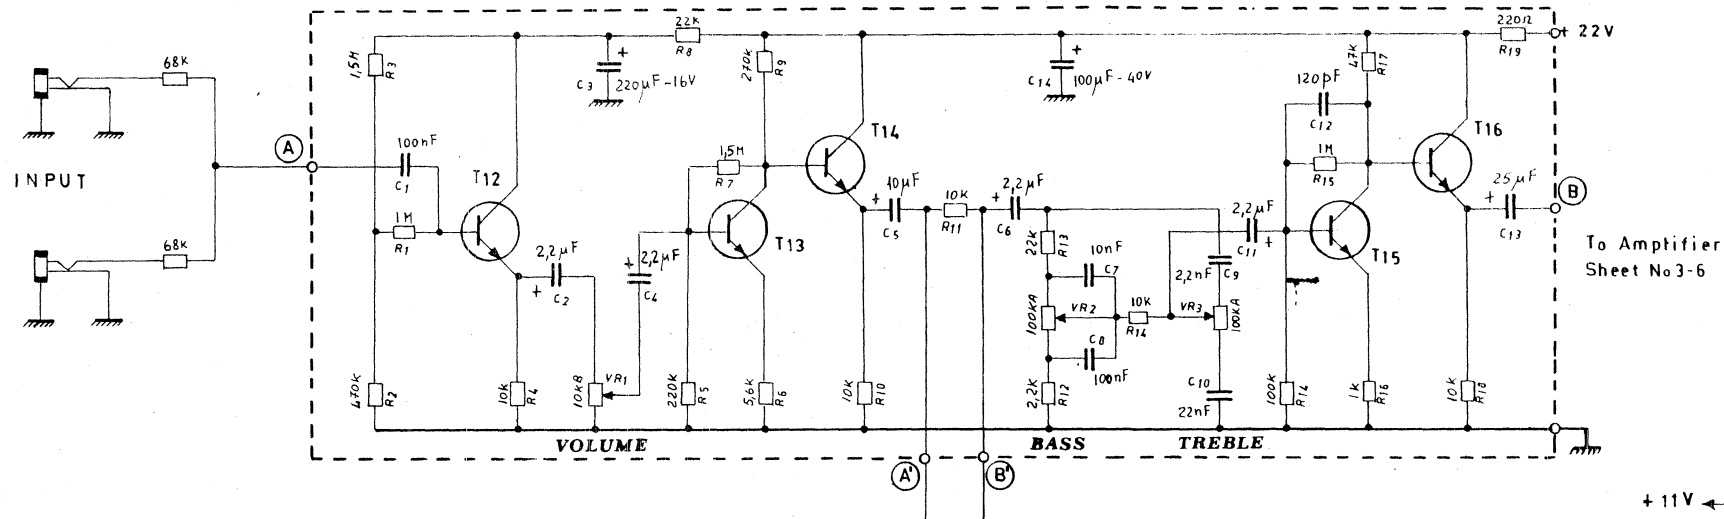 INPUT
68K
68K
A
1,5M
R3
100nF
C1
1M
R1
470K
R2
T12
2,2µF
+
C2
10K
R4
10KB
VR1
VOLUME
+
C3
220µF-16V
22K
R8
+
2,2µF
C4
220K
R5
1,5M
R7
270K
R9
T13
5,6K
R6
T14
10µF
+
C5
10K
R10
10K
R11
A'
B'
2,2µF
+
C6
+
C14
100µF-40V
22K
R13
10nF
C7
100KA
VR2
C8
100nF
2,2K
R12
10K
R14
BASS
2,2µF
C11
+
2,2nF
C9
VR3
100KA
C10
22nF
TREBLE
120pF
C12
1M
R15
47K
R17
T15
100K
R14
1K
R16
T16
10K
R18
25µF
+
C13
220Ω
R19
+ 22V
B
To Amptifier
Sheet No 3-6
+ 11V